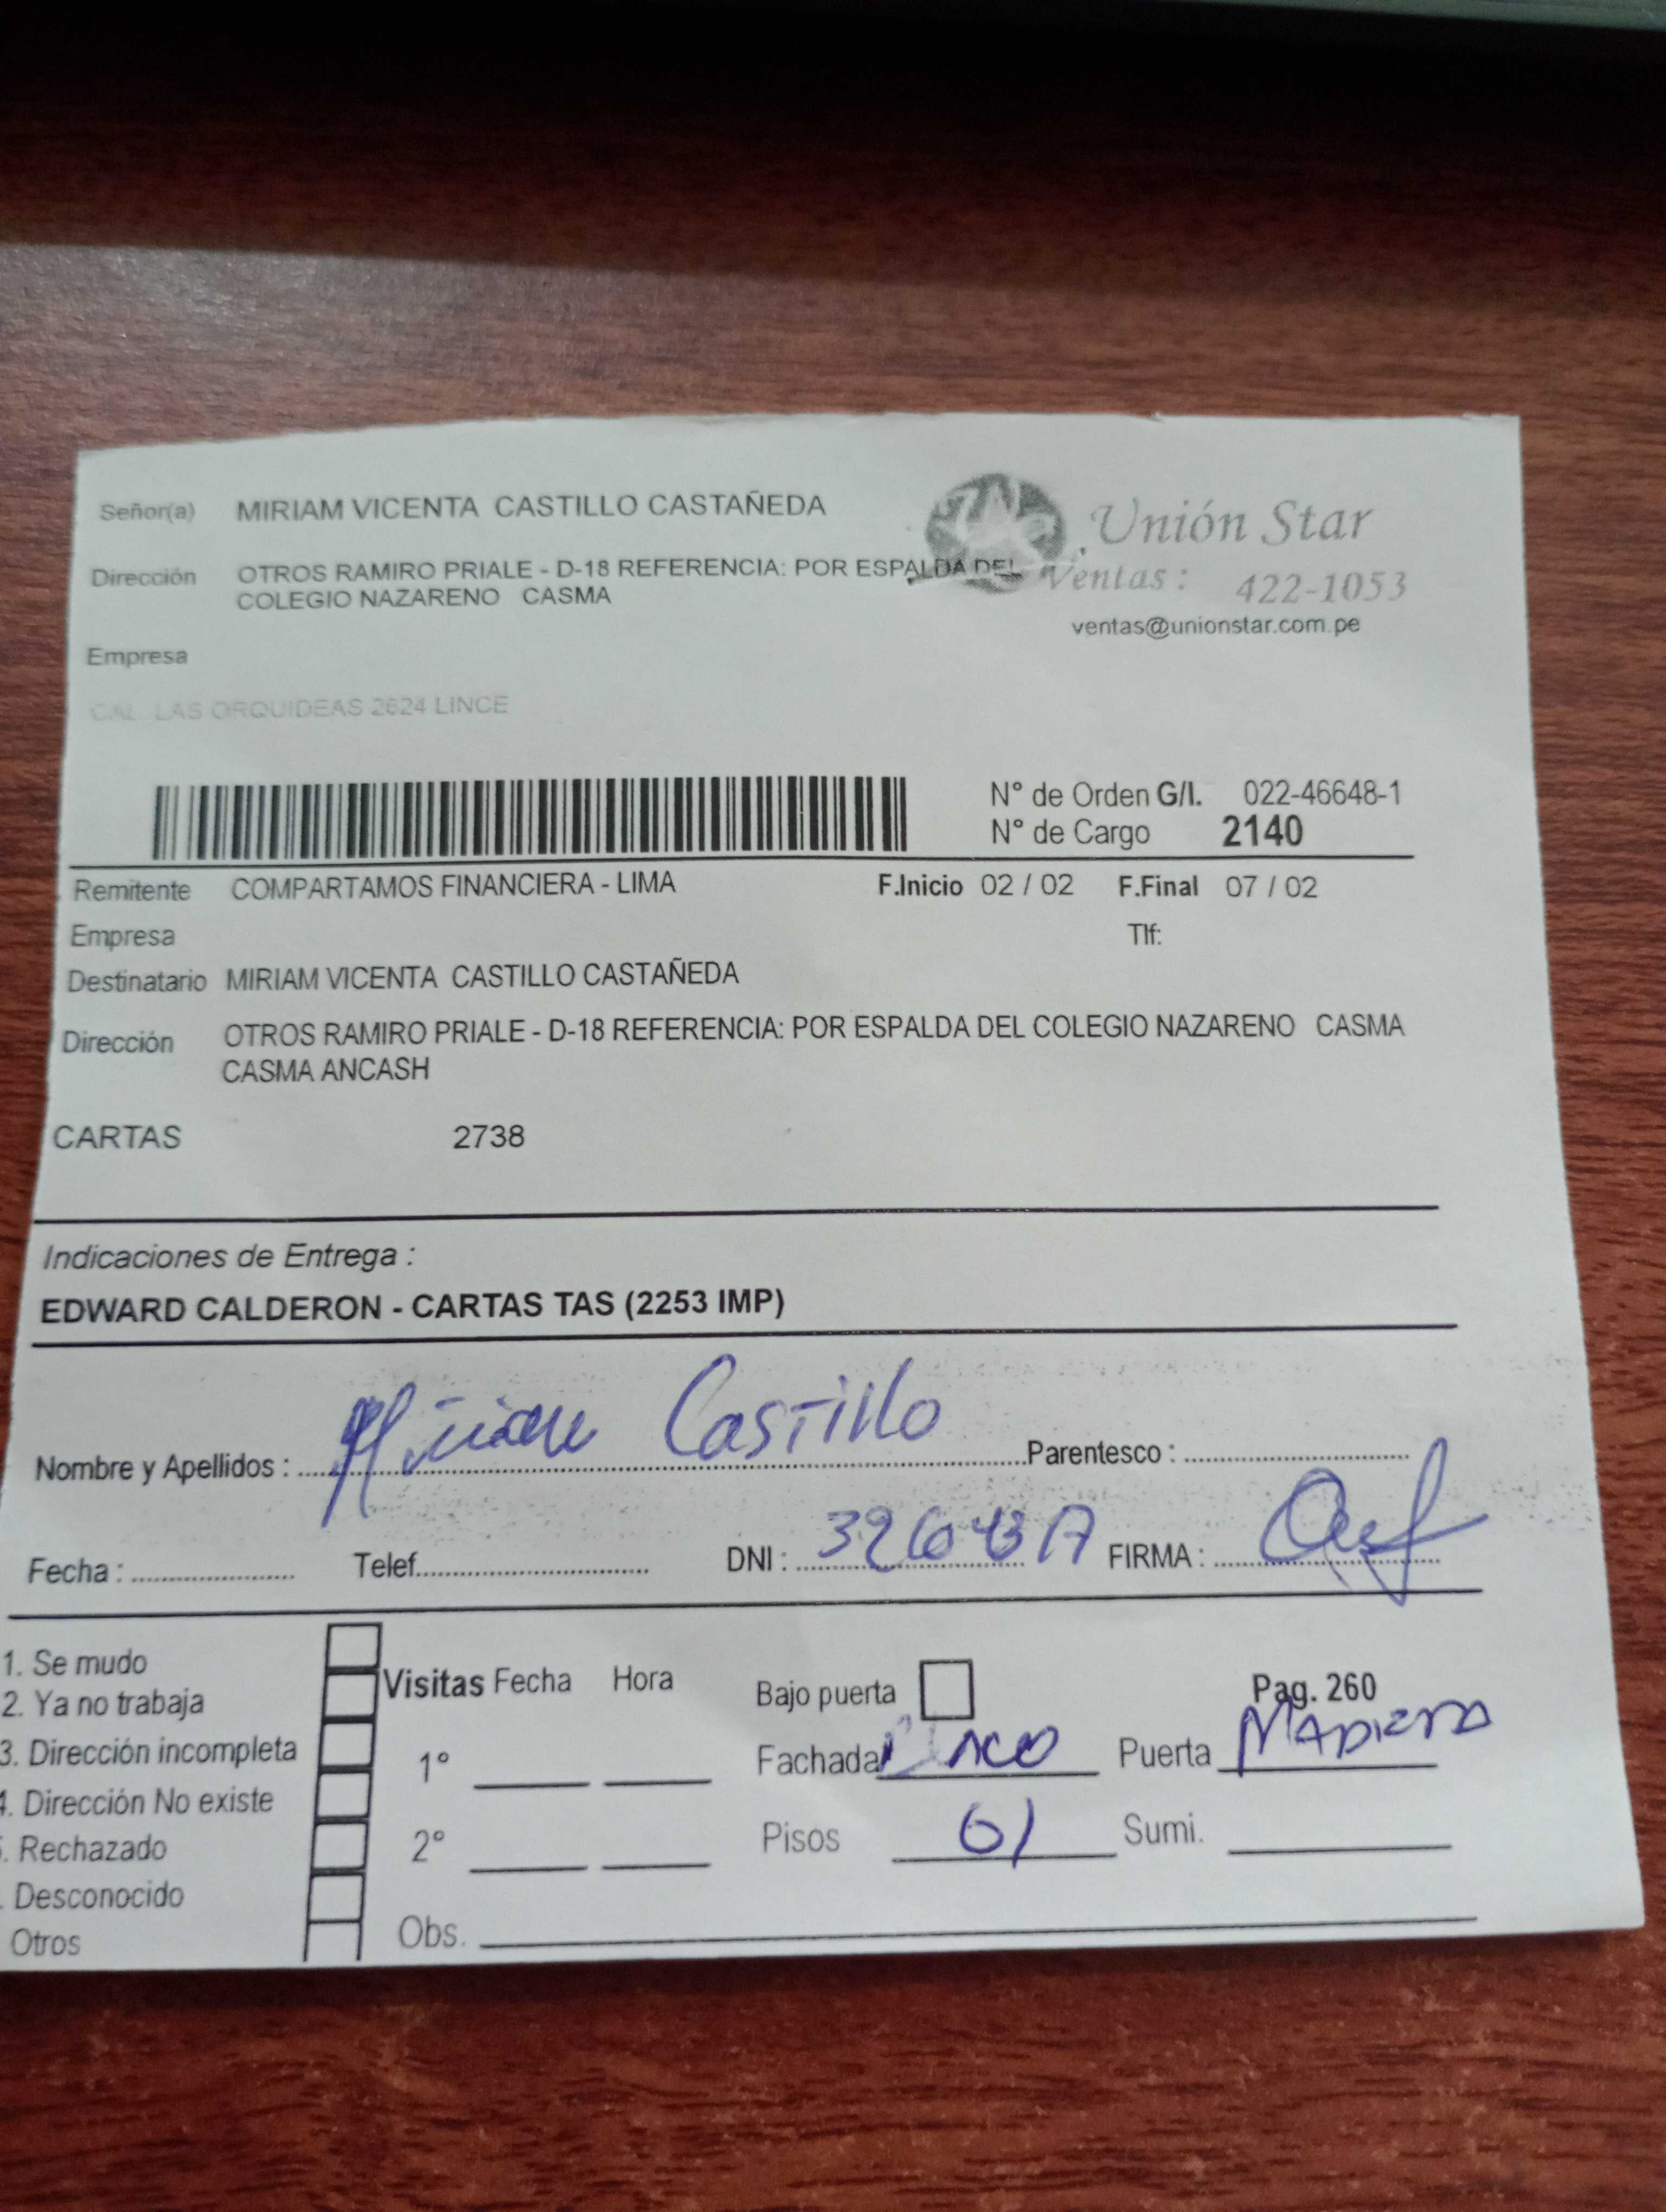 Señor(a) MIRIAM VICENTA CASTILLO CASTAÑEDA
Unión Star
Dirección OTROS RAMIRO PRIALE - D-18 REFERENCIA: POR ESPALDA DEL
COLEGIO NAZARENO CASMA
Ventas : 422-1053
ventas@unionstar.com.pe
Empresa
CAL. LAS ORQUIDEAS 2624 LINCE
N° de Orden G/I. 022-46648-1
N° de Cargo 2140
Remitente COMPARTAMOS FINANCIERA - LIMA F.Inicio 02 / 02 F.Final 07 / 02
Empresa Tlf:
Destinatario MIRIAM VICENTA CASTILLO CASTAÑEDA
Dirección OTROS RAMIRO PRIALE - D-18 REFERENCIA: POR ESPALDA DEL COLEGIO NAZARENO CASMA
CASMA ANCASH
CARTAS 2738
Indicaciones de Entrega :
EDWARD CALDERON - CARTAS TAS (2253 IMP)
Nombre y Apellidos : Miriam Castillo Parentesco :
Fecha : Telef. DNI : FIRMA :
1. Se mudo
2. Ya no trabaja
3. Dirección incompleta
4. Dirección No existe
. Rechazado
. Desconocido
Otros
Visitas Fecha Hora
1°
2°
Obs.
Bajo puerta
Pag. 260
Fachada Puerta MADERA
Pisos 01 Sumi.